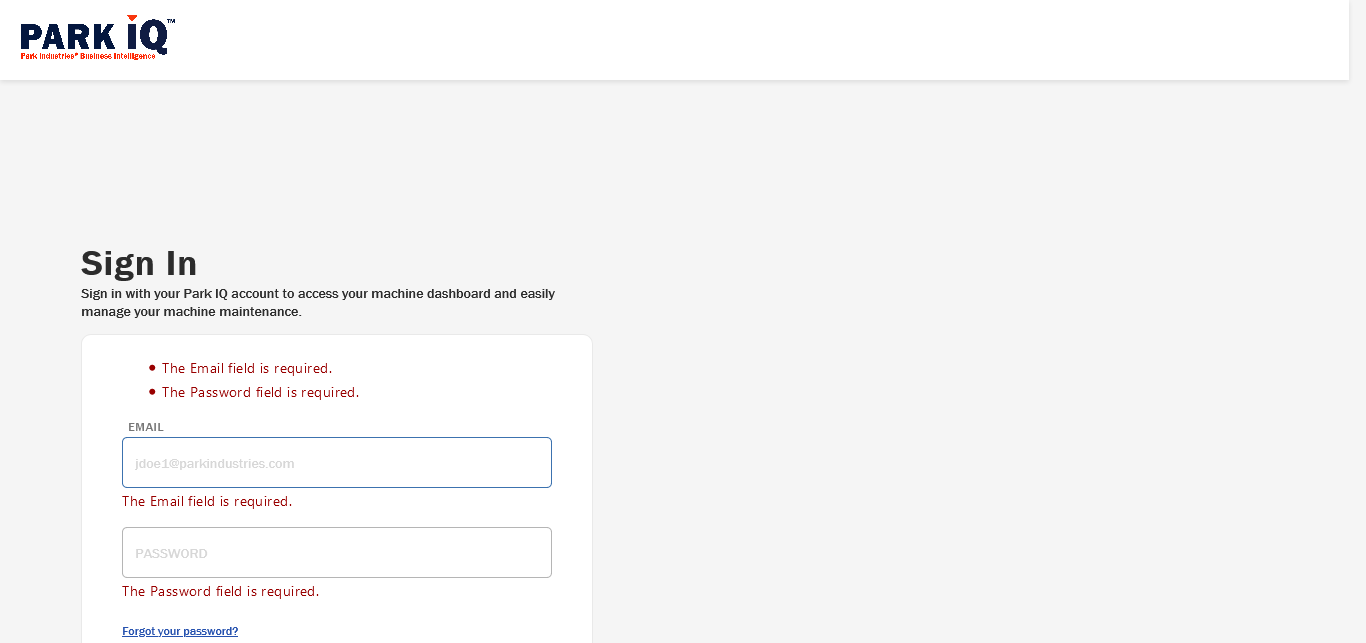 PARK iQ™
Park Industries® Business Intelligence
Sign In
Sign in with your Park IQ account to access your machine dashboard and easily
manage your machine maintenance.
• The Email field is required.
• The Password field is required.
EMAIL
jdoe1@parkindustries.com
The Email field is required.
PASSWORD
The Password field is required.
Forgot your password?